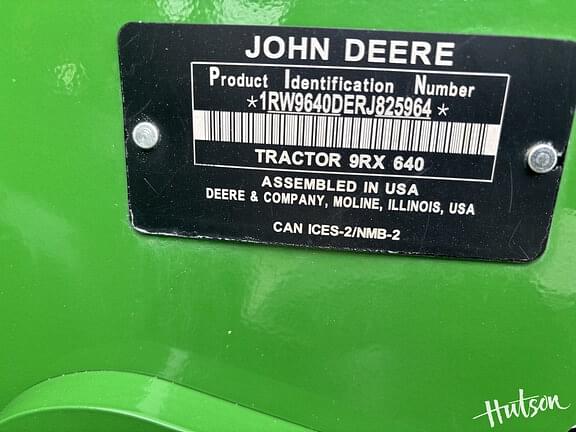 JOHN DEERE
Product Identification Number
*1RW9640DERJ825964*
TRACTOR 9RX 640
ASSEMBLED IN USA
DEERE & COMPANY, MOLINE, ILLINOIS, USA
CAN ICES-2/NMB-2
Hutson